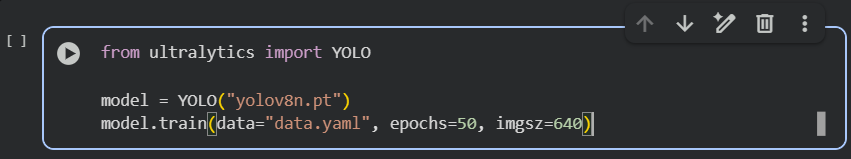 [ ]
from ultralytics import YOLO
model = YOLO("yolov8n.pt")
model.train(data="data.yaml", epochs=50, imgsz=640)